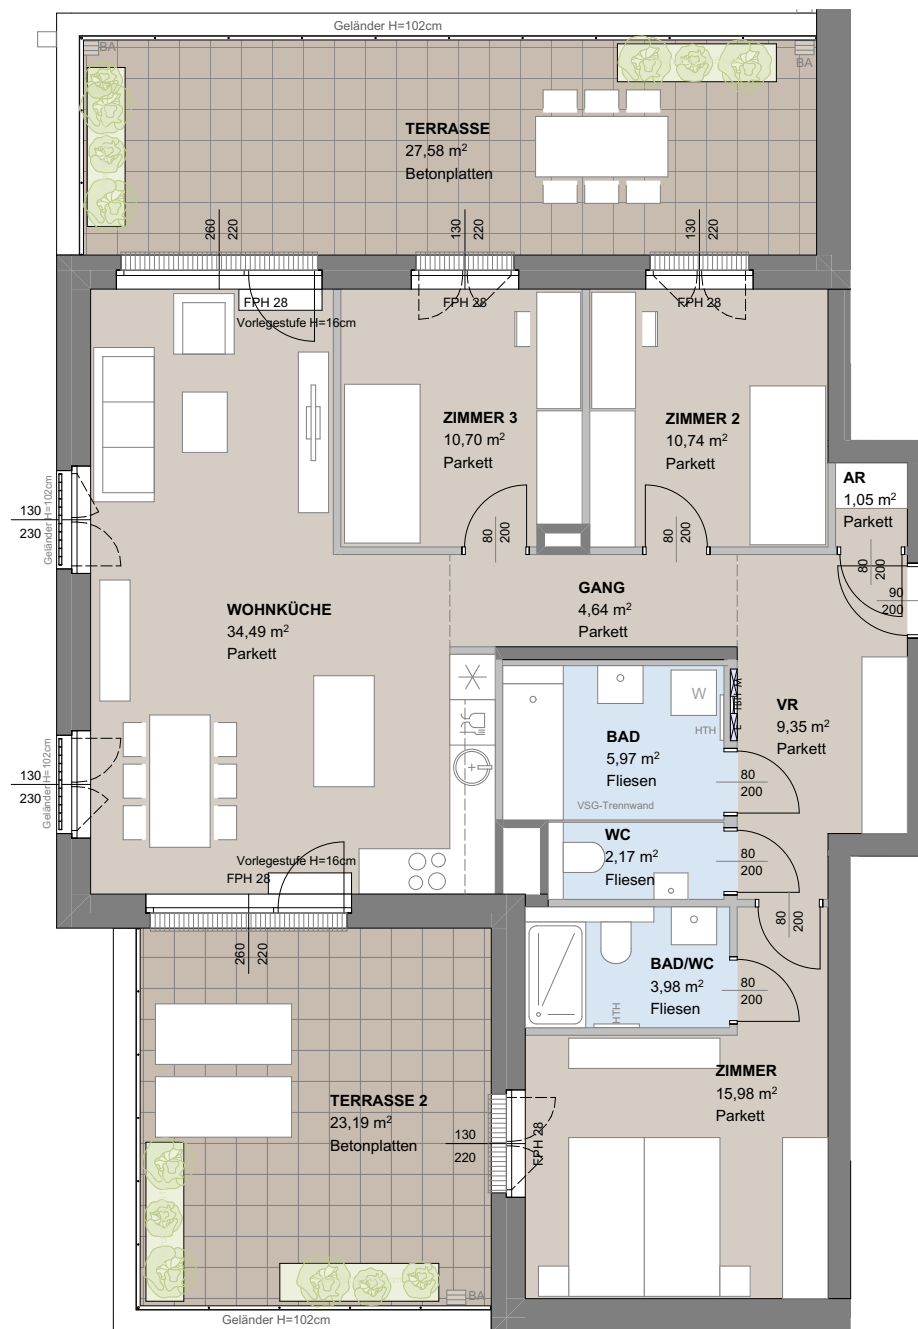 Geländer H=102cm
BA
BA
TERRASSE
27,58 m²
Betonplatten
260
220
130
220
130
220
FPH 28
Vorlegestufe H=16cm
FPH 28
FPH 28
ZIMMER 3
10,70 m²
Parkett
ZIMMER 2
10,74 m²
Parkett
AR
1,05 m²
Parkett
Geländer H=102cm
130
230
80
200
80
200
80
200
90
200
WOHNKÜCHE
34,49 m²
Parkett
GANG
4,64 m²
Parkett
W
HTH
BAD
5,97 m²
Fliesen
VSG-Trennwand
VR
9,35 m²
Parkett
Geländer H=102cm
130
230
80
200
WC
2,17 m²
Fliesen
80
200
Vorlegestufe H=16cm
FPH 28
260
220
80
200
BAD/WC
3,98 m²
Fliesen
HTH
80
200
ZIMMER
15,98 m²
Parkett
TERRASSE 2
23,19 m²
Betonplatten
130
220
FPH 28
BA
Geländer H=102cm